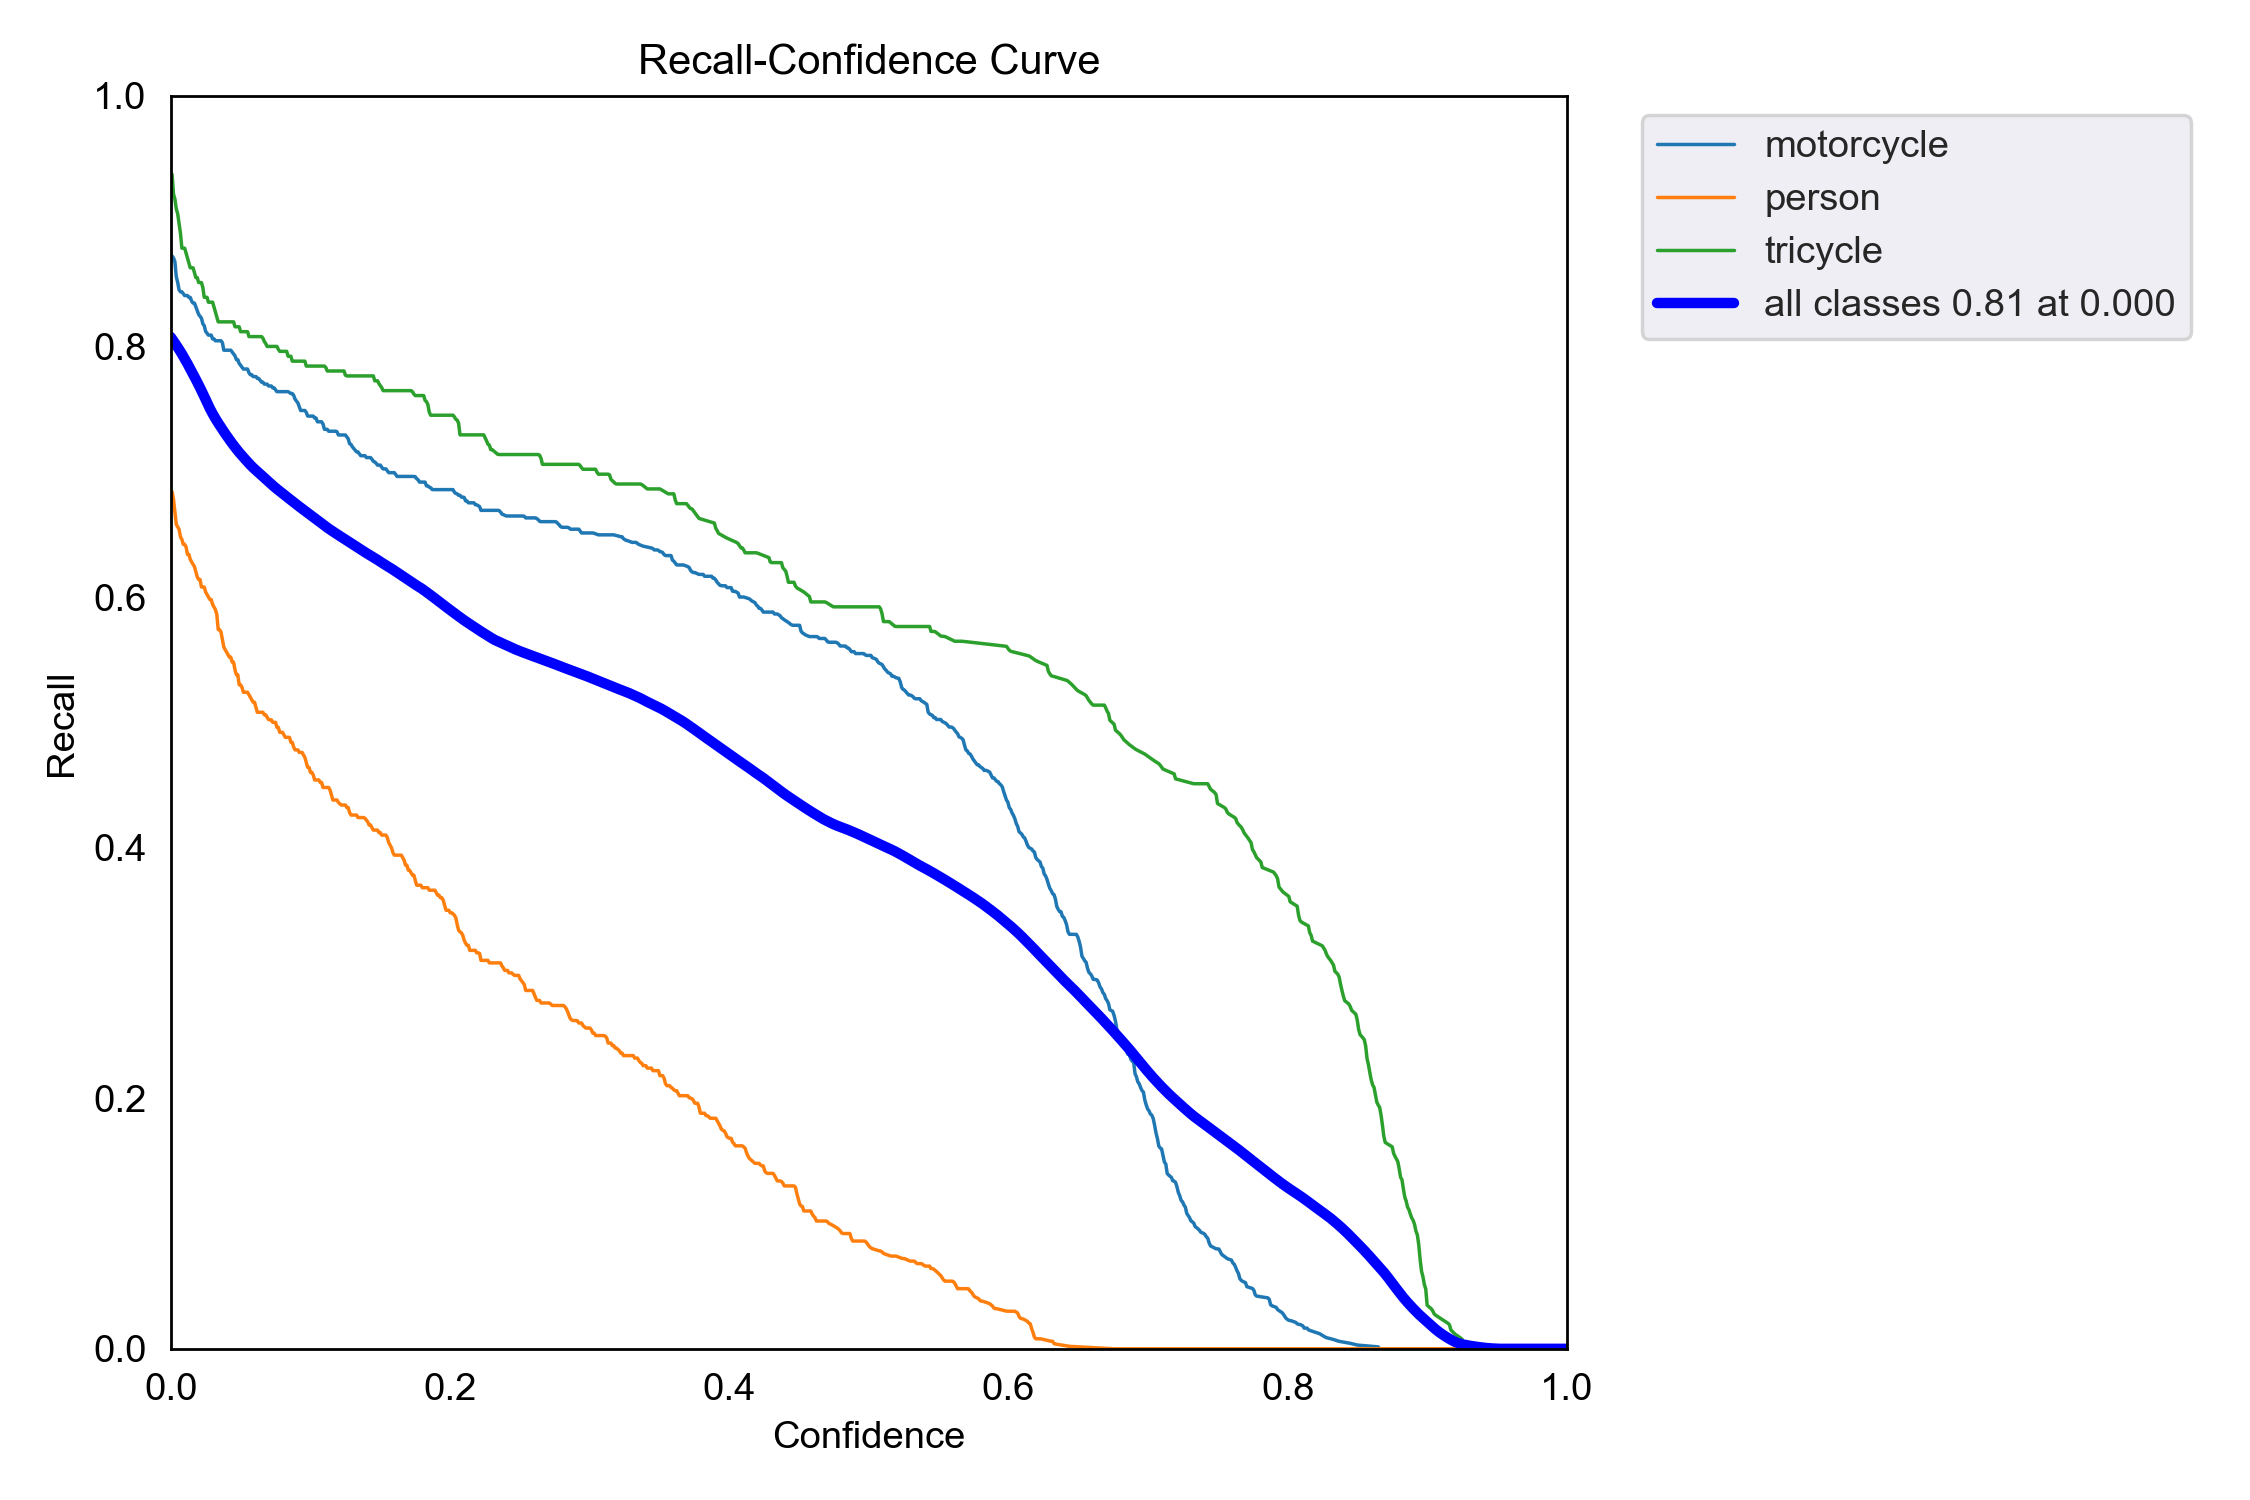 Recall-Confidence Curve
1.0
0.8
0.6
0.4
0.2
0.0
Recall
0.0 0.2 0.4 0.6 0.8 1.0
Confidence
motorcycle
person
tricycle
all classes 0.81 at 0.000